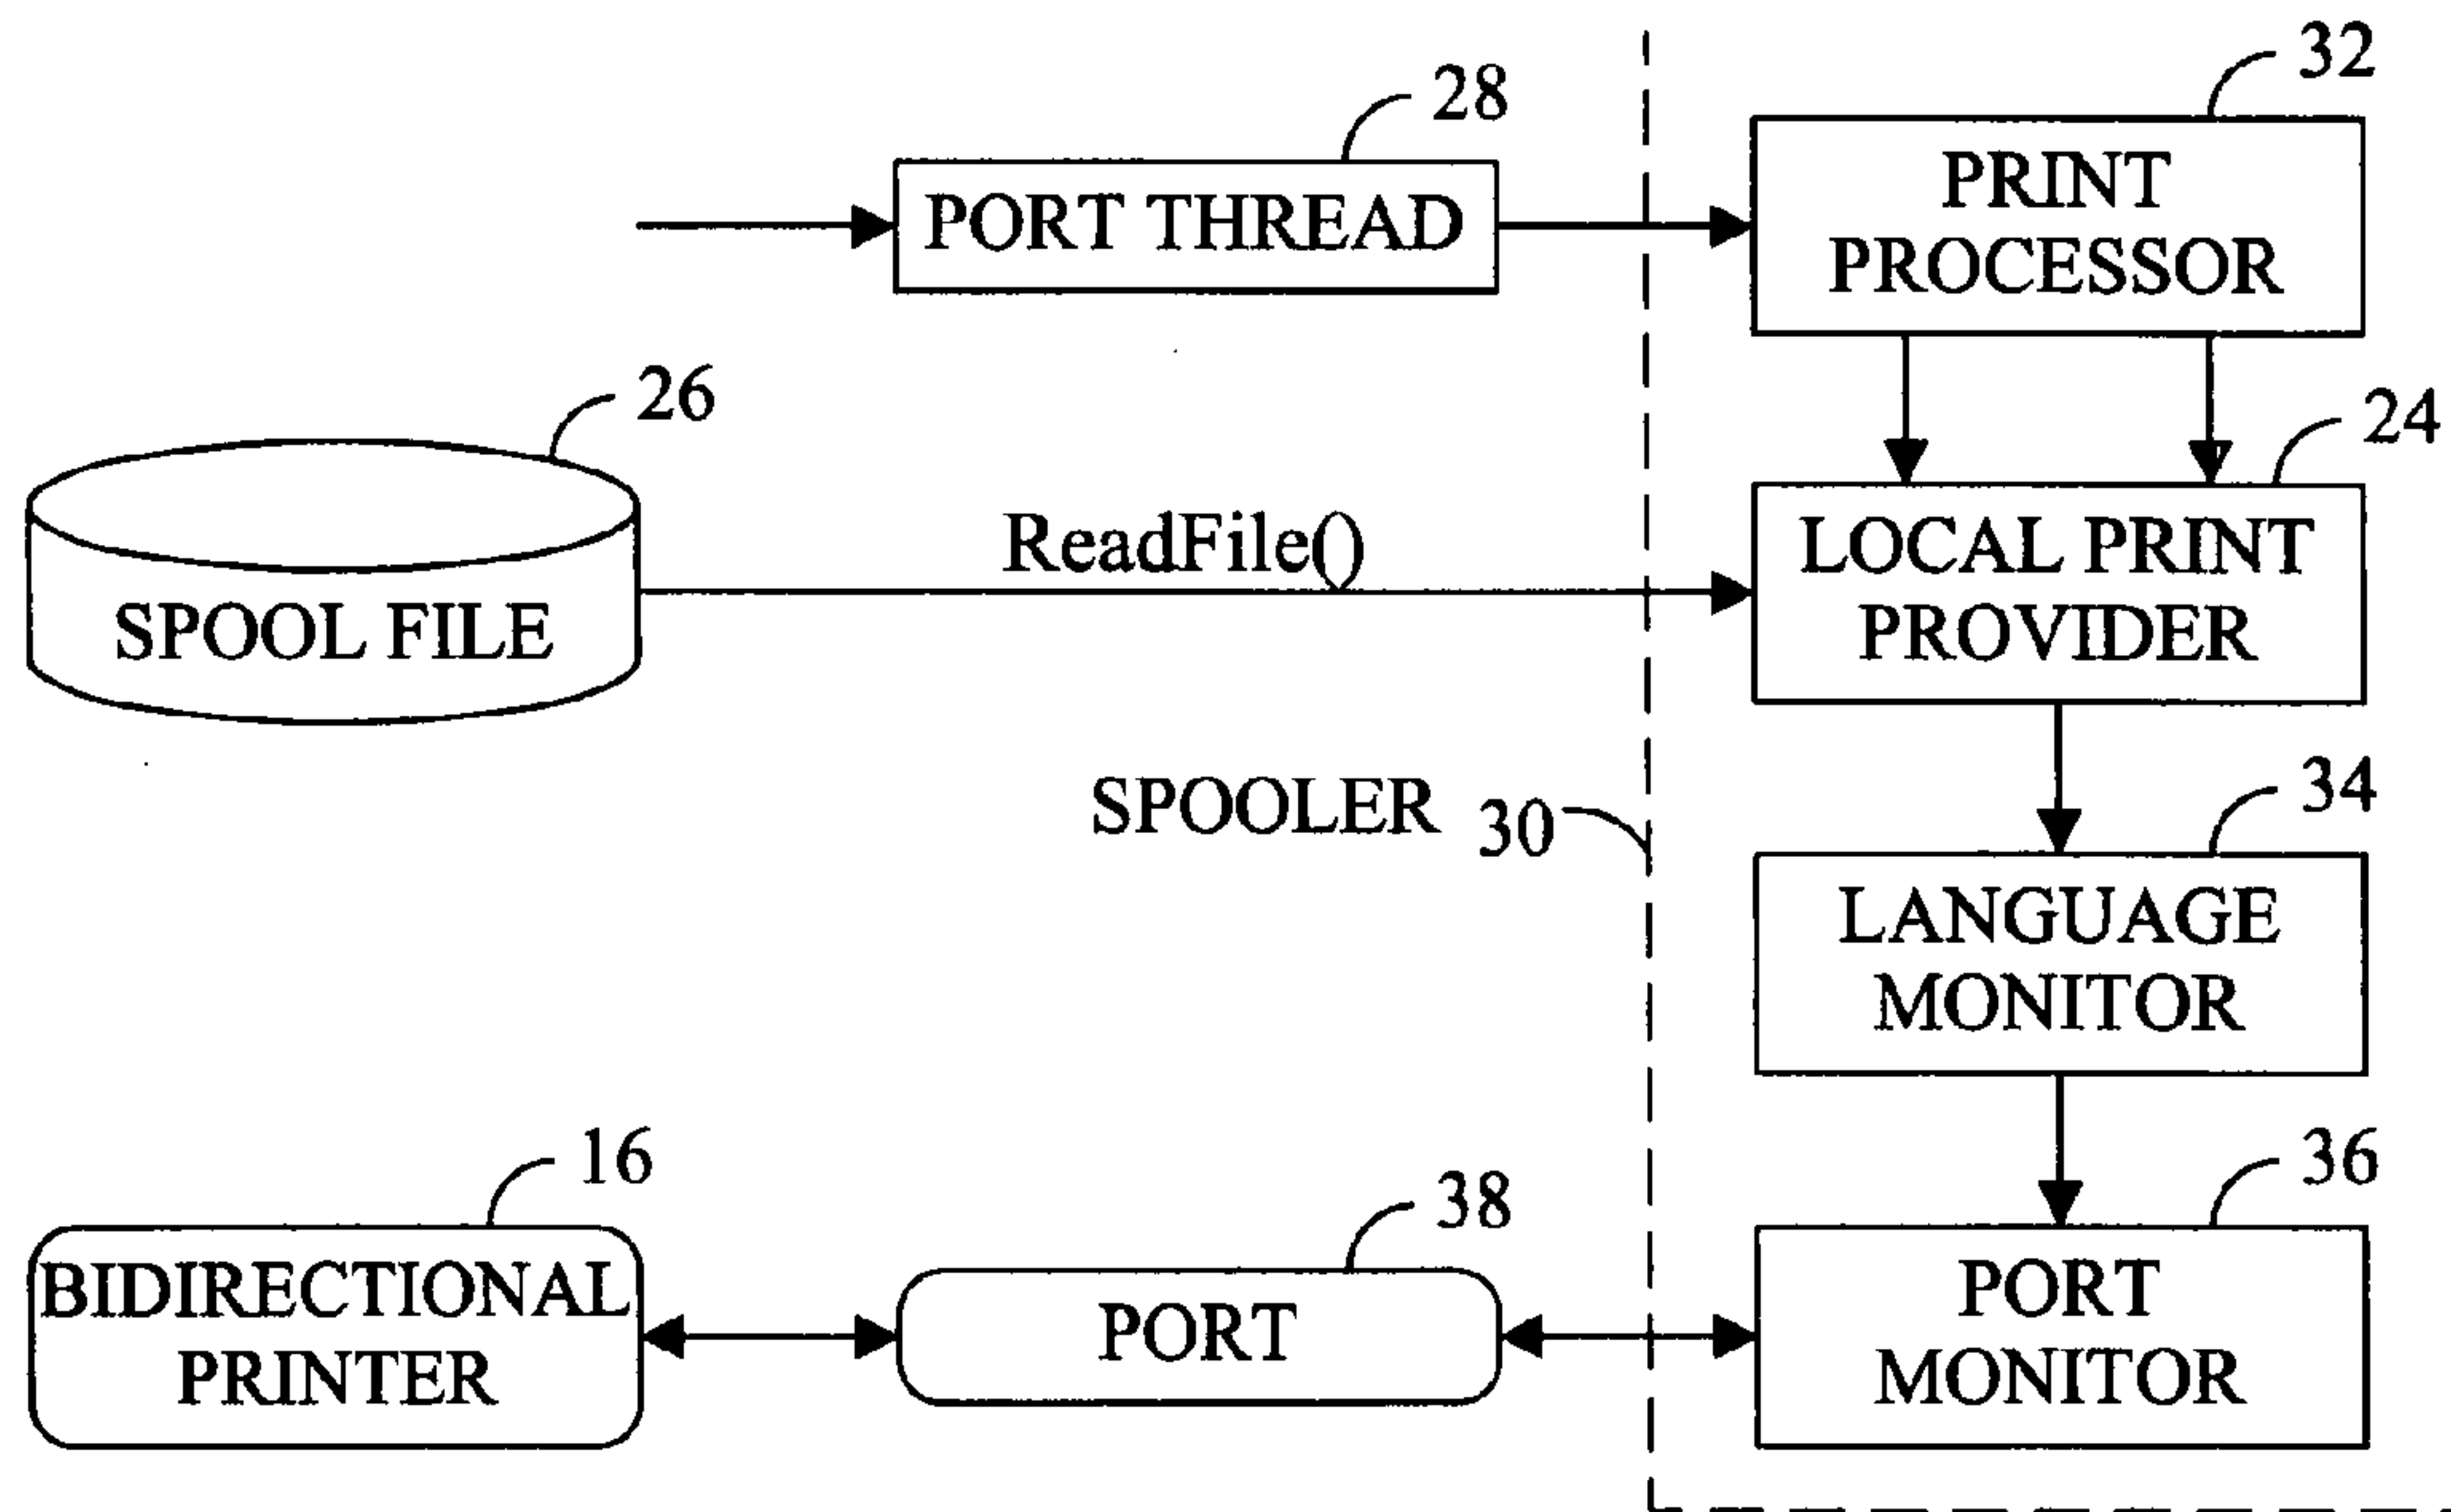 32
28
PRINT
PROCESSOR
PORT THREAD
26
24
ReadFile()
LOCAL PRINT
PROVIDER
SPOOL FILE
SPOOLER 30
34
LANGUAGE
MONITOR
16
38
36
BIDIRECTIONAL
PRINTER
PORT
PORT
MONITOR